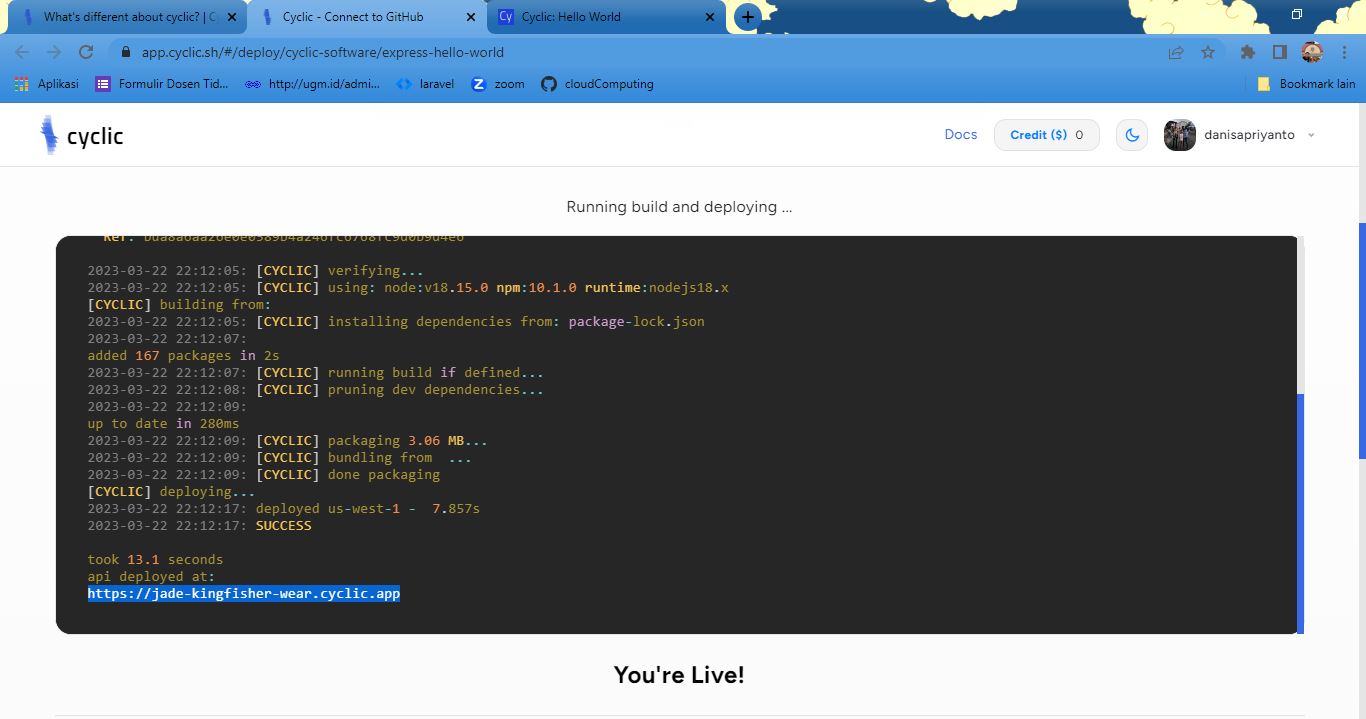 What's different about cyclic? | C
Cyclic - Connect to GitHub
Cy Cyclic: Hello World
app.cyclic.sh/#/deploy/cyclic-software/express-hello-world
Aplikasi
Formulir Dosen Tid...
http://ugm.id/admi...
laravel
zoom
cloudComputing
Bookmark lain
cyclic
Docs
Credit ($) 0
danisapriyanto
Running build and deploying ...
2023-03-22 22:12:05: [CYCLIC] verifying...
2023-03-22 22:12:05: [CYCLIC] using: node:v18.15.0 npm:10.1.0 runtime:nodejs18.x
[CYCLIC] building from:
2023-03-22 22:12:05: [CYCLIC] installing dependencies from: package-lock.json
2023-03-22 22:12:07:
added 167 packages in 2s
2023-03-22 22:12:07: [CYCLIC] running build if defined...
2023-03-22 22:12:08: [CYCLIC] pruning dev dependencies...
2023-03-22 22:12:09:
up to date in 280ms
2023-03-22 22:12:09: [CYCLIC] packaging 3.06 MB...
2023-03-22 22:12:09: [CYCLIC] bundling from ...
2023-03-22 22:12:09: [CYCLIC] done packaging
[CYCLIC] deploying...
2023-03-22 22:12:17: deployed us-west-1 - 7.857s
2023-03-22 22:12:17: SUCCESS
took 13.1 seconds
api deployed at:
https://jade-kingfisher-wear.cyclic.app
You're Live!